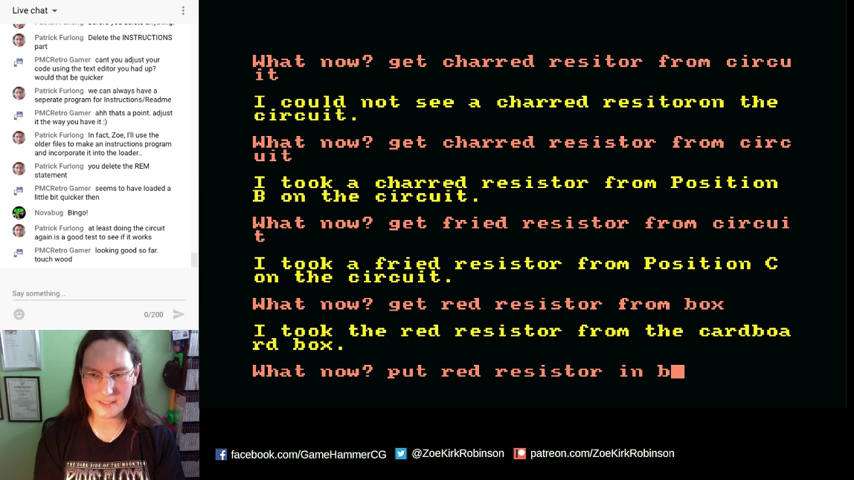 Live chat
Patrick Furlong Delete the INSTRUCTIONS
part
PMCRetro Gamer cant you adjust your
code using the text editor you had up?
would that be quicker
Patrick Furlong we can always have a
seperate program for Instructions/Readme
PMCRetro Gamer ahh thats a point. adjust
it the way you have it :)
Patrick Furlong In fact, Zoe, I'll use the
older files to make an instructions program
and incorporate it into the loader..
Patrick Furlong you delete the REM
statement
PMCRetro Gamer seems to have loaded a
little bit quicker then
Novabug Bingo!
Patrick Furlong at least doing the circuit
again is a good test to see if it works
PMCRetro Gamer looking good so far.
touch wood
Say something...
0/200
What now? get charred resitor from circu
it
I could not see a charred resitoron the
circuit.
What now? get charred resistor from circ
uit
I took a charred resistor from Position
B on the circuit.
What now? get fried resistor from circui
t
I took a fried resistor from Position C
on the circuit.
What now? get red resistor from box
I took the red resistor from the cardboa
rd box.
What now? put red resistor in b
facebook.com/GameHammerCG
@ZoeKirkRobinson
patreon.com/ZoeKirkRobinson